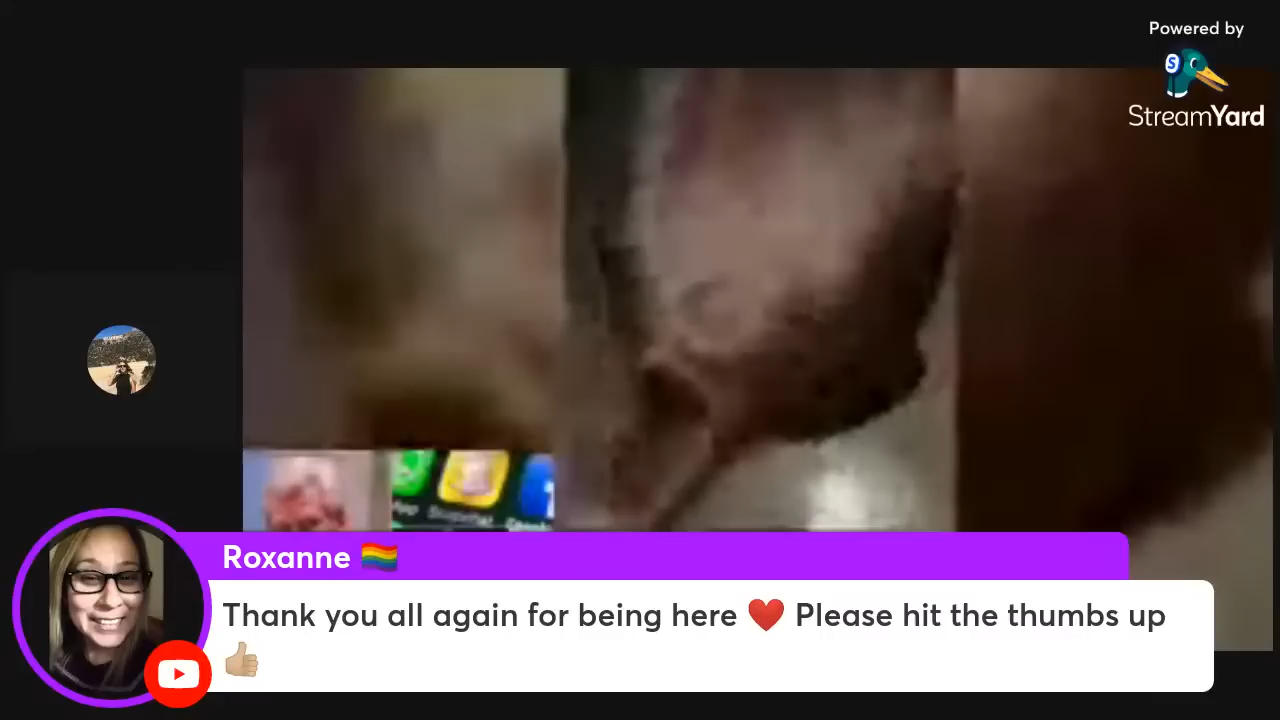 Powered by
StreamYard
Roxanne 🏳️‍🌈
Thank you all again for being here ❤️ Please hit the thumbs up
👍🏼